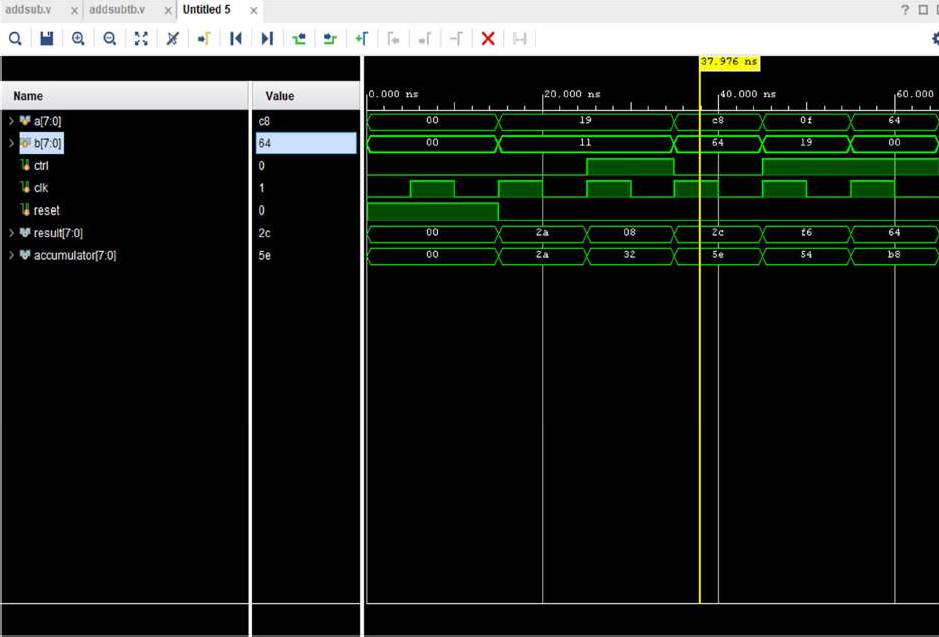 addsub.v × addsubtb.v × Untitled 5 ×
?
37.976 ns
Name Value
0.000 ns 20.000 ns 40.000 ns 60.000
a[7:0] c8 00 19 c8 0f 64
b[7:0] 64 00 11 64 19 00
ctrl 0
clk 1
reset 0
result[7:0] 2c 00 2a 08 2c f6 64
accumulator[7:0] 5e 00 2a 32 5e 54 b8